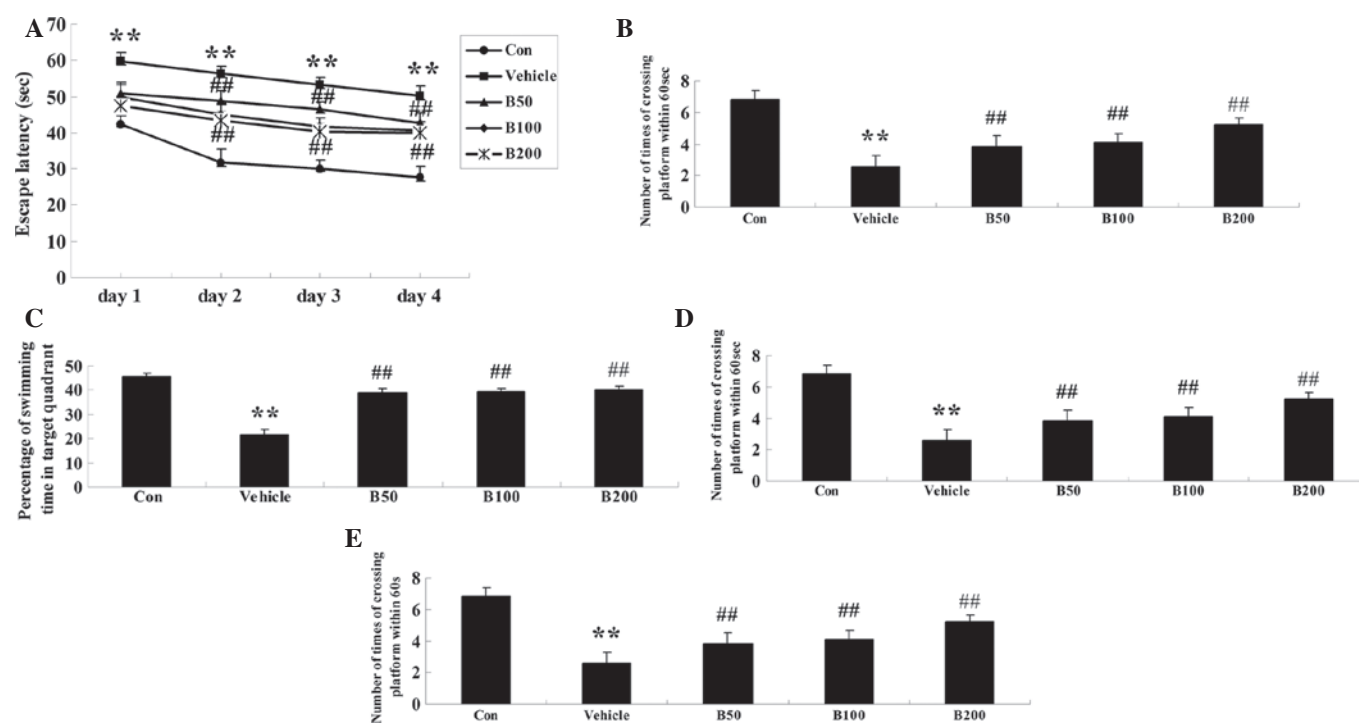 A
70
60
50
40
30
20
10
0
Escape latency (sec)
** ** ** **
## ## ##
## ## ##
day 1 day 2 day 3 day 4
Con
Vehicle
B50
B100
B200
B
Number of times of crossing
platform within 60sec
8
6
4
2
0
** ## ## ##
Con Vehicle B50 B100 B200
C
Percentage of swimming
time in target quadrant
50
40
30
20
10
0
** ## ## ##
Con Vehicle B50 B100 B200
D
Number of times of crossing
platform within 60sec
8
6
4
2
0
** ## ## ##
Con Vehicle B50 B100 B200
E
Number of times of crossing
platform within 60s
8
6
4
2
0
** ## ## ##
Con Vehicle B50 B100 B200